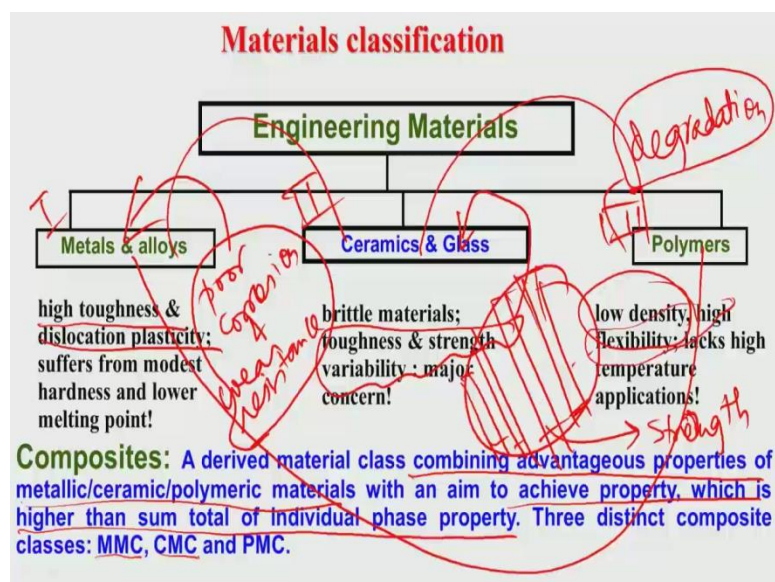 Materials classification
Engineering Materials
degradation
I
II
III
Metals & alloys
Ceramics & Glass
Polymers
high toughness &
dislocation plasticity;
suffers from modest
hardness and lower
melting point!
poor
corrosion
&
wear
resistance
brittle materials;
toughness & strength
variability : major
concern!
low density, high
flexibility; lacks high
temperature
applications!
Strength
Composites: A derived material class combining advantageous properties of
metallic/ceramic/polymeric materials with an aim to achieve property, which is
higher than sum total of individual phase property. Three distinct composite
classes: MMC, CMC and PMC.